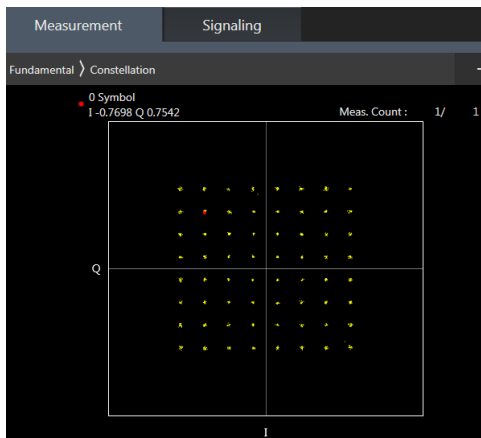 Measurement Signaling
Fundamental ⟩ Constellation
0 Symbol
I -0.7698 Q 0.7542 Meas. Count : 1/ 1
Q
I